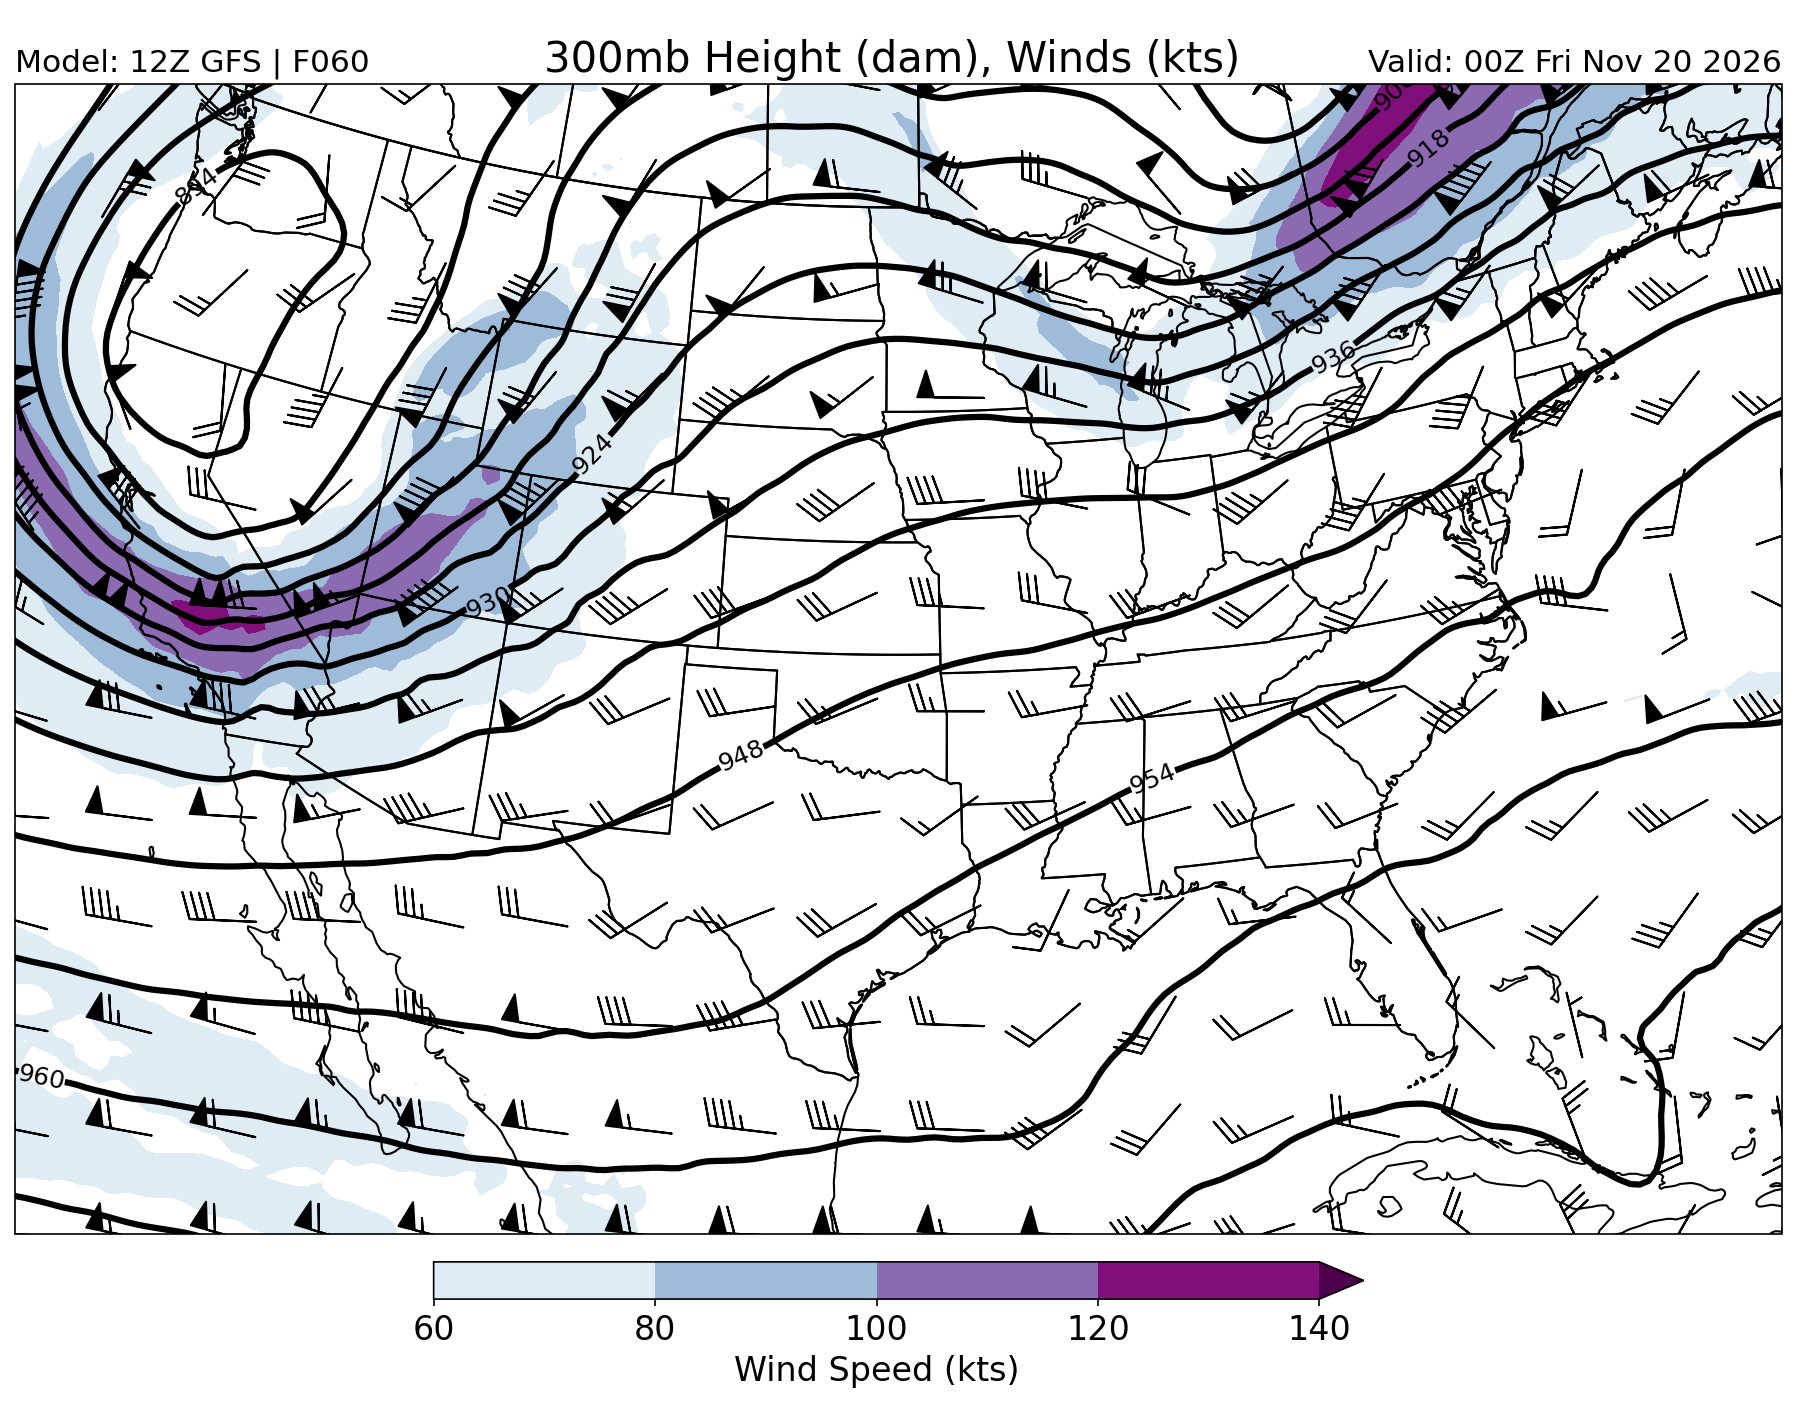 Model: 12Z GFS | F060
300mb Height (dam), Winds (kts)
Valid: 00Z Fri Nov 20 2026
918
894
936
924
930
948
954
960
60 80 100 120 140
Wind Speed (kts)